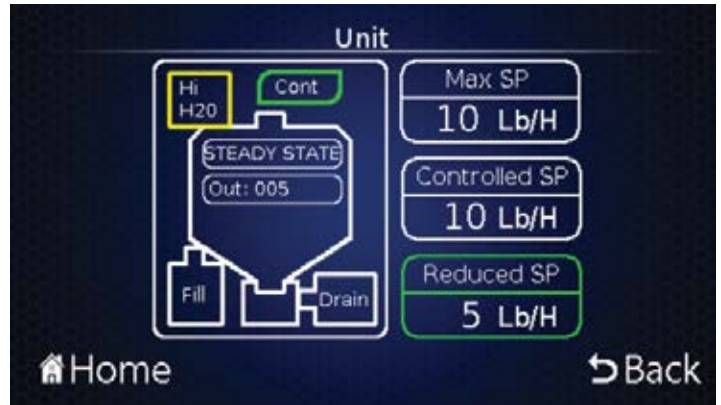 Unit
Hi
H20
Cont
STEADY STATE
Out: 005
Fill
Drain
Max SP
10 Lb/H
Controlled SP
10 Lb/H
Reduced SP
5 Lb/H
Home
Back